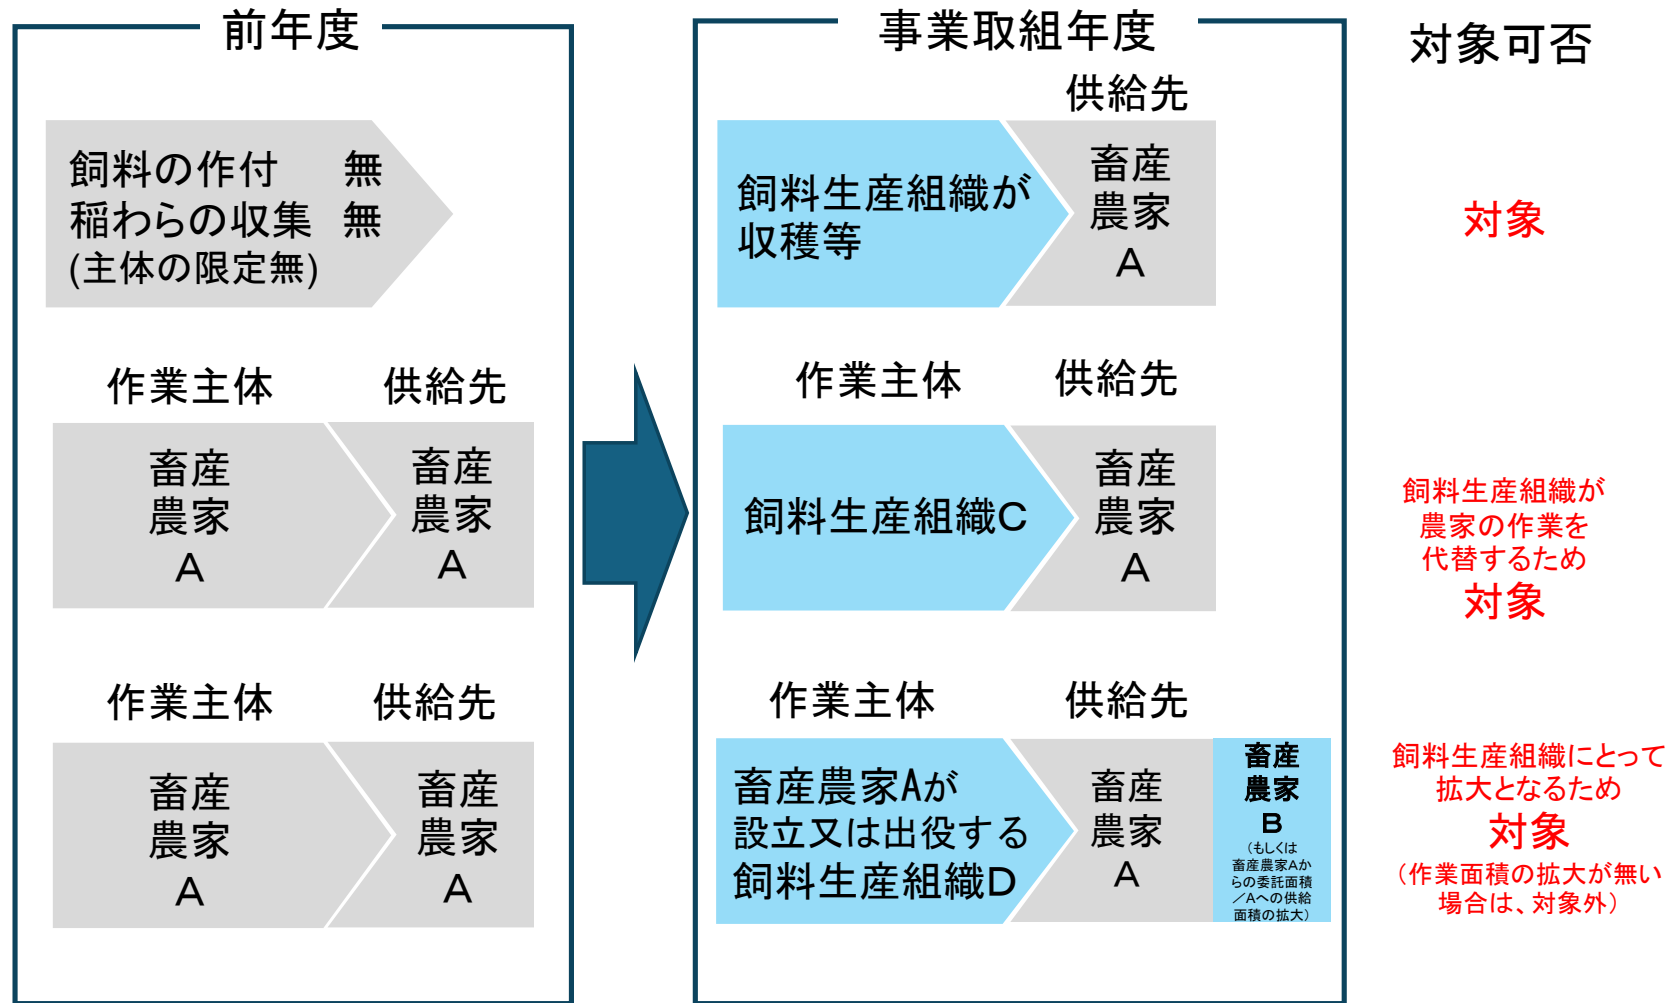 前年度
事業取組年度
対象可否
飼料の作付　無
稲わらの収集　無
(主体の限定無)
供給先
飼料生産組織が
収穫等
畜産
農家
A
対象
作業主体
供給先
畜産
農家
A
畜産
農家
A
作業主体
供給先
飼料生産組織C
畜産
農家
A
飼料生産組織が
農家の作業を
代替するため
対象
作業主体
供給先
畜産
農家
A
畜産
農家
A
作業主体
供給先
畜産農家Aが
設立又は出役する
飼料生産組織D
畜産
農家
A
畜産
農家
B
（もしくは
畜産農家Aか
らの委託面積
／Aへの供給
面積の拡大）
飼料生産組織にとって
拡大となるため
対象
（作業面積の拡大が無い
場合は、対象外）